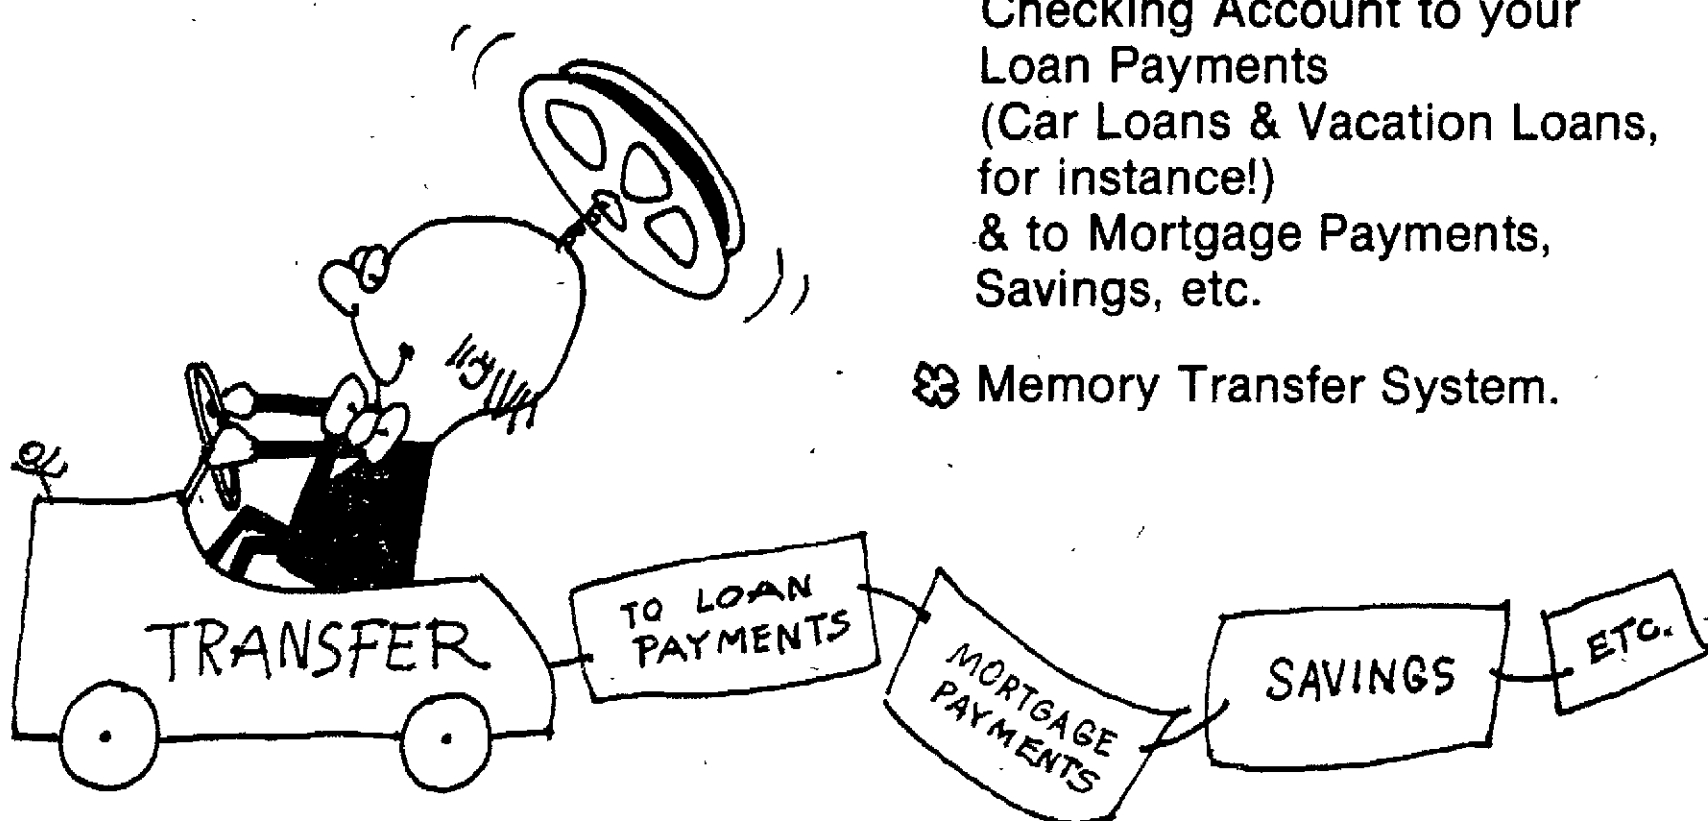 Checking Account to your
Loan Payments
(Car Loans & Vacation Loans,
for instance!)
& to Mortgage Payments,
Savings, etc.
Memory Transfer System.
TRANSFER
TO LOAN
PAYMENTS
MORTGAGE
PAYMENTS
SAVINGS
ETC.